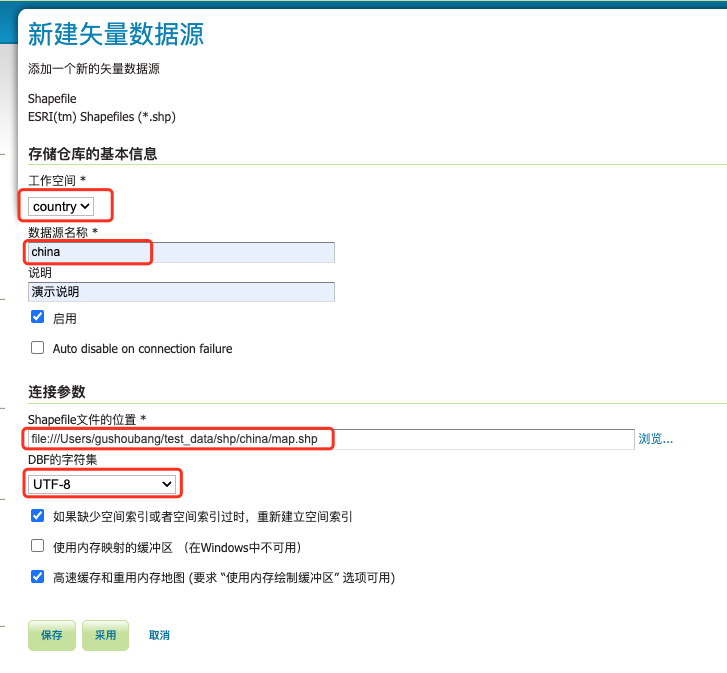 新建矢量数据源
添加一个新的矢量数据源
Shapefile
ESRI(tm) Shapefiles (*.shp)
存储仓库的基本信息
工作空间 *
country
数据源名称 *
china
说明
演示说明
启用
Auto disable on connection failure
连接参数
Shapefile文件的位置 *
file:///Users/gushoubang/test_data/shp/china/map.shp 浏览...
DBF的字符集
UTF-8
如果缺少空间索引或者空间索引过时，重新建立空间索引
使用内存映射的缓冲区 （在Windows中不可用）
高速缓存和重用内存地图 (要求 “使用内存绘制缓冲区” 选项可用)
保存 采用 取消